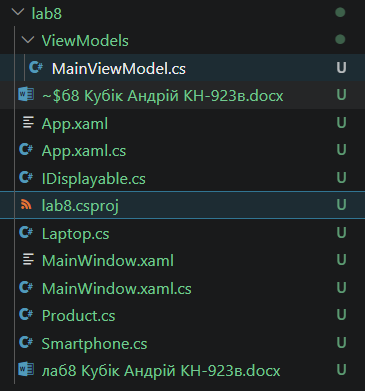 lab8
ViewModels
C# MainViewModel.cs U
W ~$б8 Кубік Андрій КН-923в.docx U
App.xaml U
C# App.xaml.cs U
C# IDisplayable.cs U
lab8.csproj U
C# Laptop.cs U
MainWindow.xaml U
C# MainWindow.xaml.cs U
C# Product.cs U
C# Smartphone.cs U
W лаб8 Кубік Андрій КН-923в.docx U